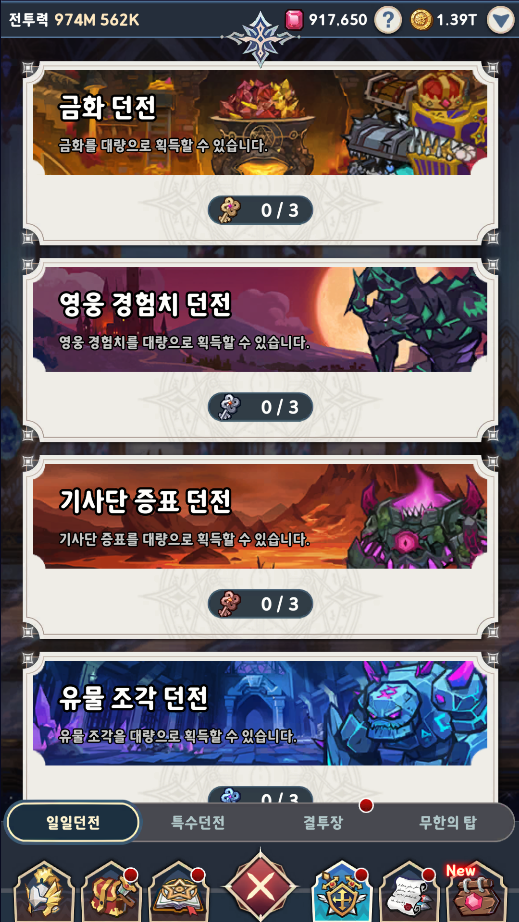 전투력 974M 562K
917,650
?
1.39T
금화 던전
금화를 대량으로 획득할 수 있습니다.
0 / 3
영웅 경험치 던전
영웅 경험치를 대량으로 획득할 수 있습니다.
0 / 3
기사단 증표 던전
기사단 증표를 대량으로 획득할 수 있습니다.
0 / 3
유물 조각 던전
유물 조각을 대량으로 획득할 수 있습니다.
0 / 3
일일던전
특수던전
결투장
무한의 탑
New